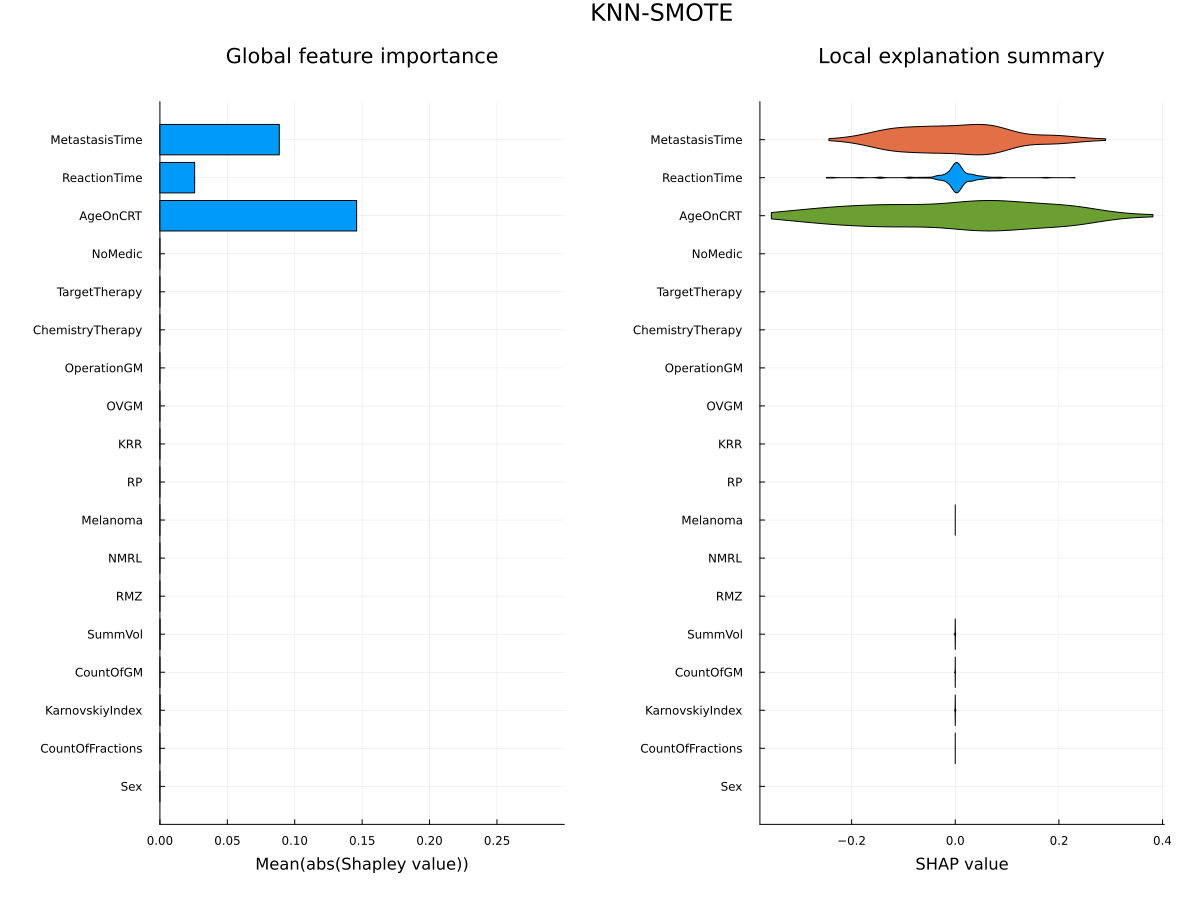 KNN-SMOTE
Global feature importance
MetastasisTime
ReactionTime
AgeOnCRT
NoMedic
TargetTherapy
ChemistryTherapy
OperationGM
OVGM
KRR
RP
Melanoma
NMRL
RMZ
SummVol
CountOfGM
KarnovskiyIndex
CountOfFractions
Sex
0.00 0.05 0.10 0.15 0.20 0.25
Mean(abs(Shapley value))
Local explanation summary
MetastasisTime
ReactionTime
AgeOnCRT
NoMedic
TargetTherapy
ChemistryTherapy
OperationGM
OVGM
KRR
RP
Melanoma
NMRL
RMZ
SummVol
CountOfGM
KarnovskiyIndex
CountOfFractions
Sex
−0.2 0.0 0.2 0.4
SHAP value